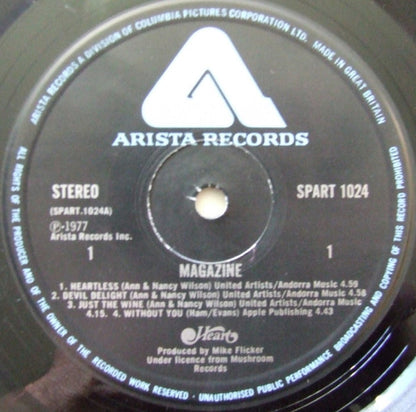 ARISTA RECORDS A DIVISION OF COLUMBIA PICTURES CORPORATION LTD. MADE IN GREAT BRITAIN
ARISTA RECORDS
STEREO
SPART 1024
(SPART.1024A)
℗-1977
Arista Records Inc.
1
1
MAGAZINE
1. HEARTLESS (Ann & Nancy Wilson) United Artists/Andorra Music 4.59
2. DEVIL DELIGHT (Ann & Nancy Wilson) United Artists/Andorra Music 4.58
3. JUST THE WINE (Ann & Nancy Wilson) United Artists/Andorra Music
4.15. 4. WITHOUT YOU (Ham/Evans) Apple Publishing 4.43
Heart
Produced by Mike Flicker
Under licence from Mushroom
Records
ALL RIGHTS OF THE PRODUCERS AND OF THE OWNER OF THE RECORDED WORK RESERVED · UNAUTHORISED PUBLIC PERFORMANCE BROADCASTING AND COPYING OF THIS RECORD PROHIBITED